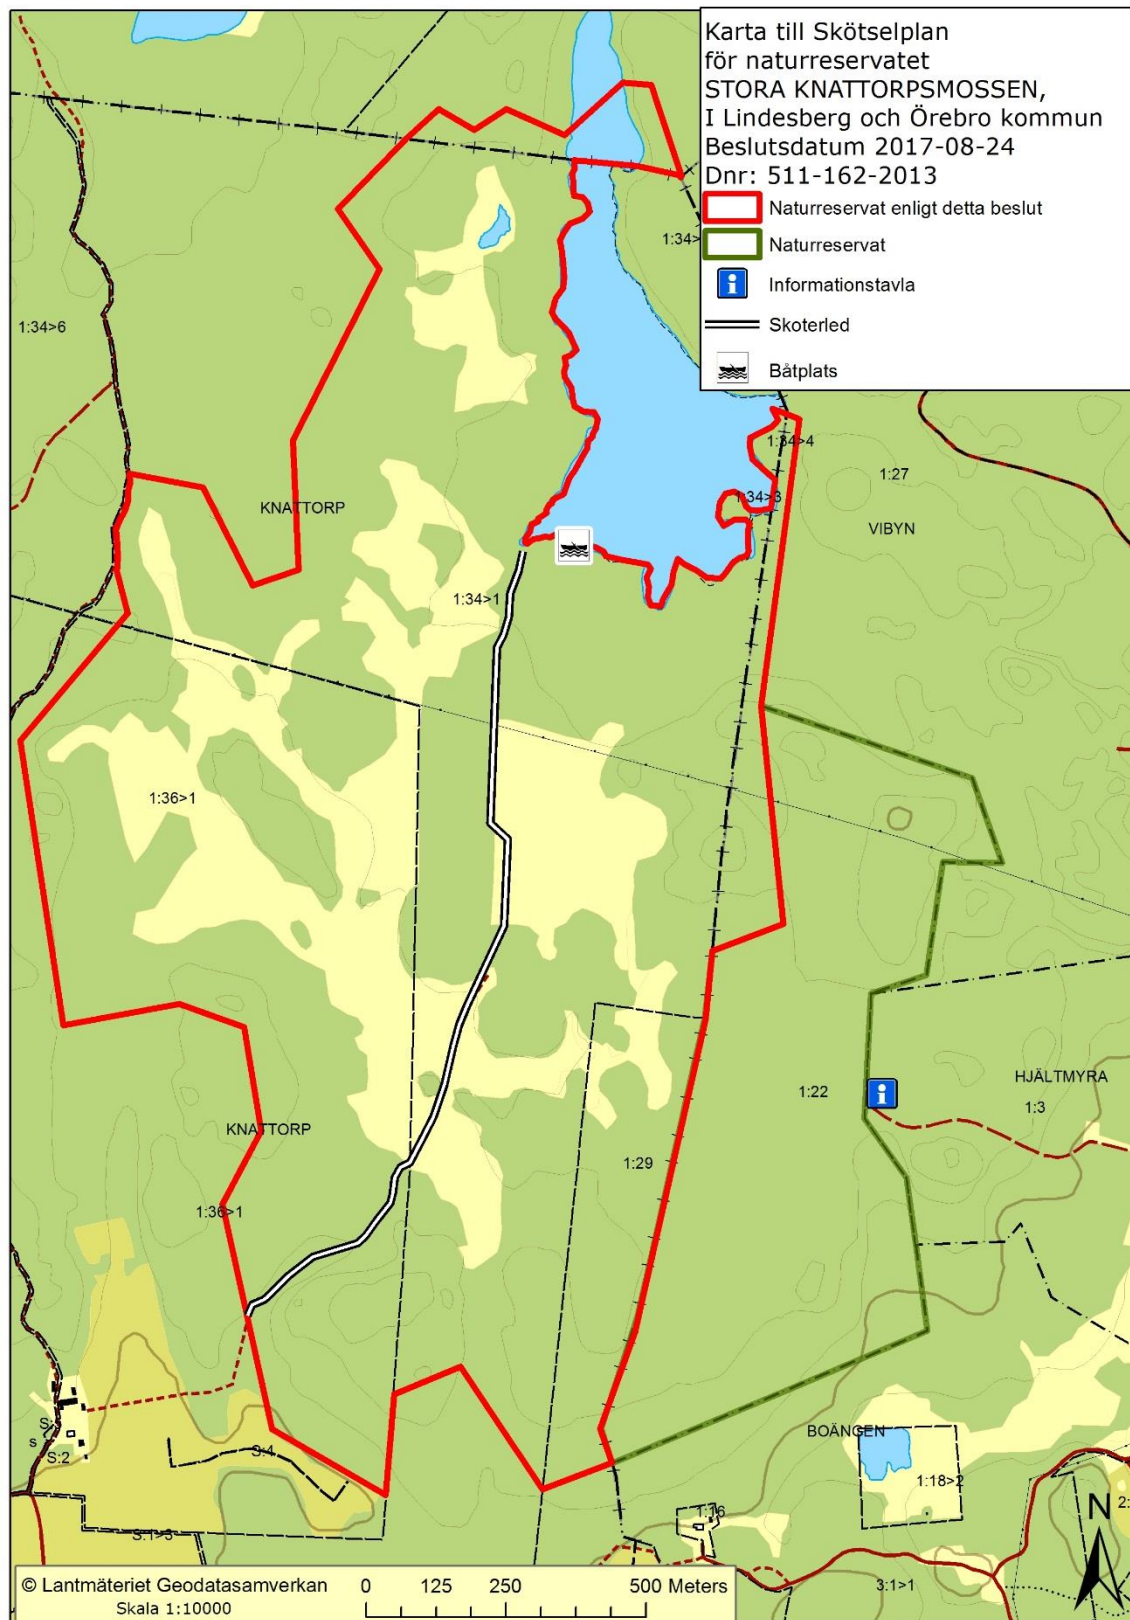 Karta till Skötselplan
för naturreservatet
STORA KNATTORPSMOSSEN,
I Lindesberg och Örebro kommun
Beslutsdatum 2017-08-24
Dnr: 511-162-2013
Naturreservat enligt detta beslut
Naturreservat
Informationstavla
Skoterled
Båtplats
1:34>
1:34>6
1:34>4
1:27
1:34>3
KNATTORP
VIBYN
1:34>1
1:36>1
1:22
HJÄLTMYRA
1:3
KNATTORP
1:29
1:36>1
BOÄNGEN
S:
s
S:2
S:4
1:18>2
1:16
2:
S:1>3
N
3:1>1
© Lantmäteriet Geodatasamverkan
Skala 1:10000
0 125 250 500 Meters